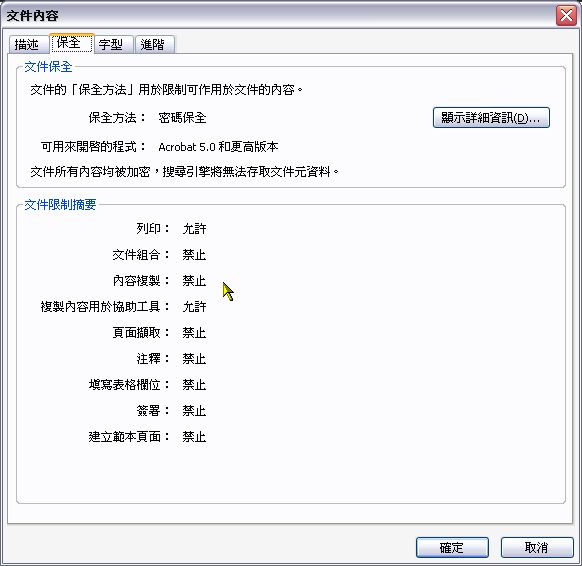 文件內容
描述 保全 字型 進階
文件保全
文件的「保全方法」用於限制可作用於文件的內容。
保全方法： 密碼保全 顯示詳細資訊(D)...
可用來開啓的程式： Acrobat 5.0 和更高版本
文件所有內容均被加密，搜尋引擎將無法存取文件元資料。
文件限制摘要
列印： 允許
文件組合： 禁止
內容複製： 禁止
複製內容用於協助工具： 允許
頁面擷取： 禁止
注釋： 禁止
填寫表格欄位： 禁止
簽署： 禁止
建立範本頁面： 禁止
確定 取消